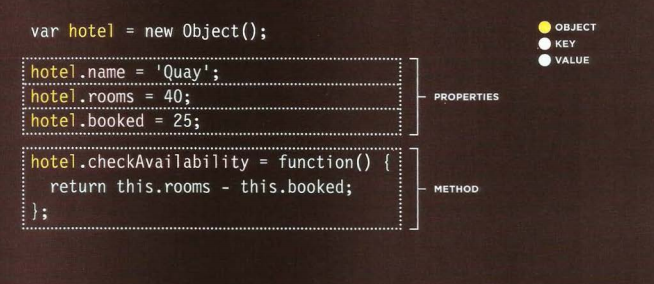 var hotel = new Object();
OBJECT
KEY
VALUE
hotel.name = 'Quay';
hotel.rooms = 40;
hotel.booked = 25;
PROPERTIES
hotel.checkAvailability = function() {
return this.rooms - this.booked;
};
METHOD